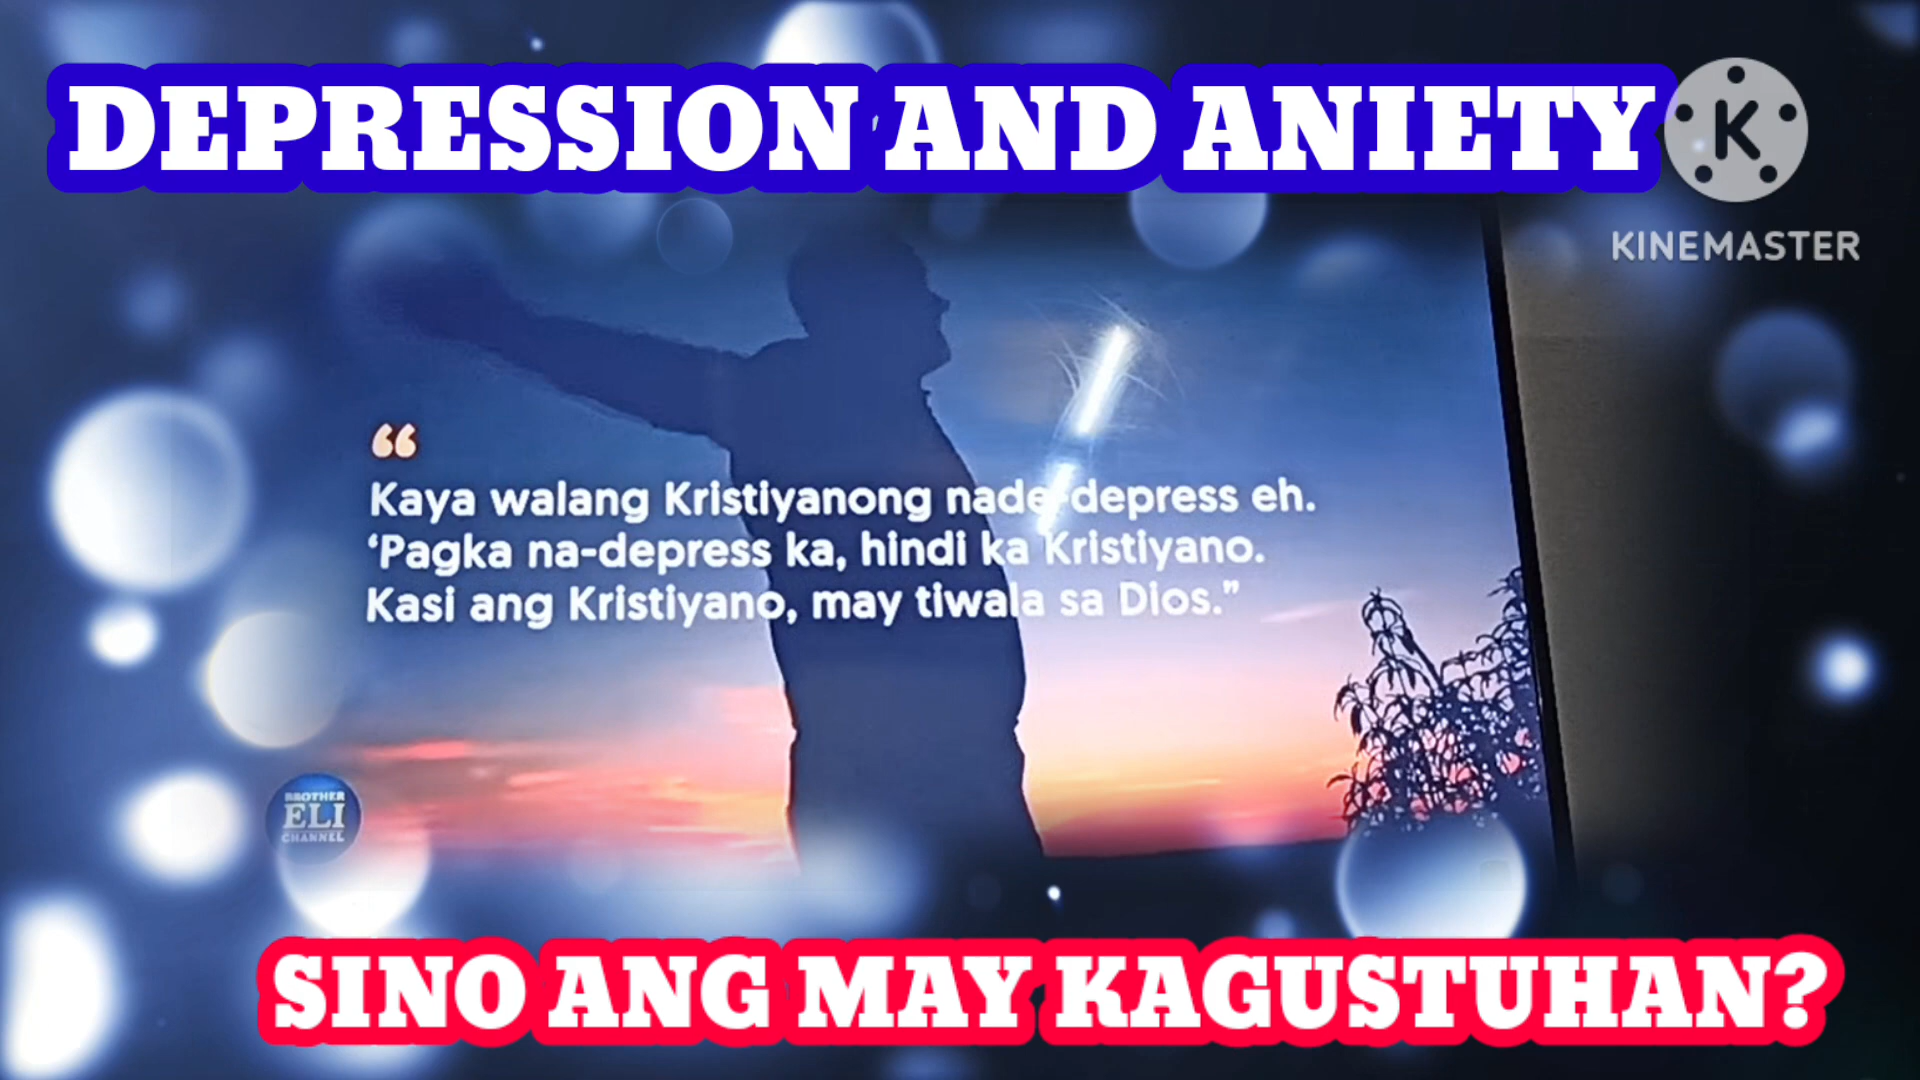 DEPRESSION AND ANIETY
K
KINEMASTER
“
Kaya walang Kristiyanong nade-depress eh.
‘Pagka na-depress ka, hindi ka Kristiyano.
Kasi ang Kristiyano, may tiwala sa Dios.”
BROTHER
ELI
CHANNEL
SINO ANG MAY KAGUSTUHAN?